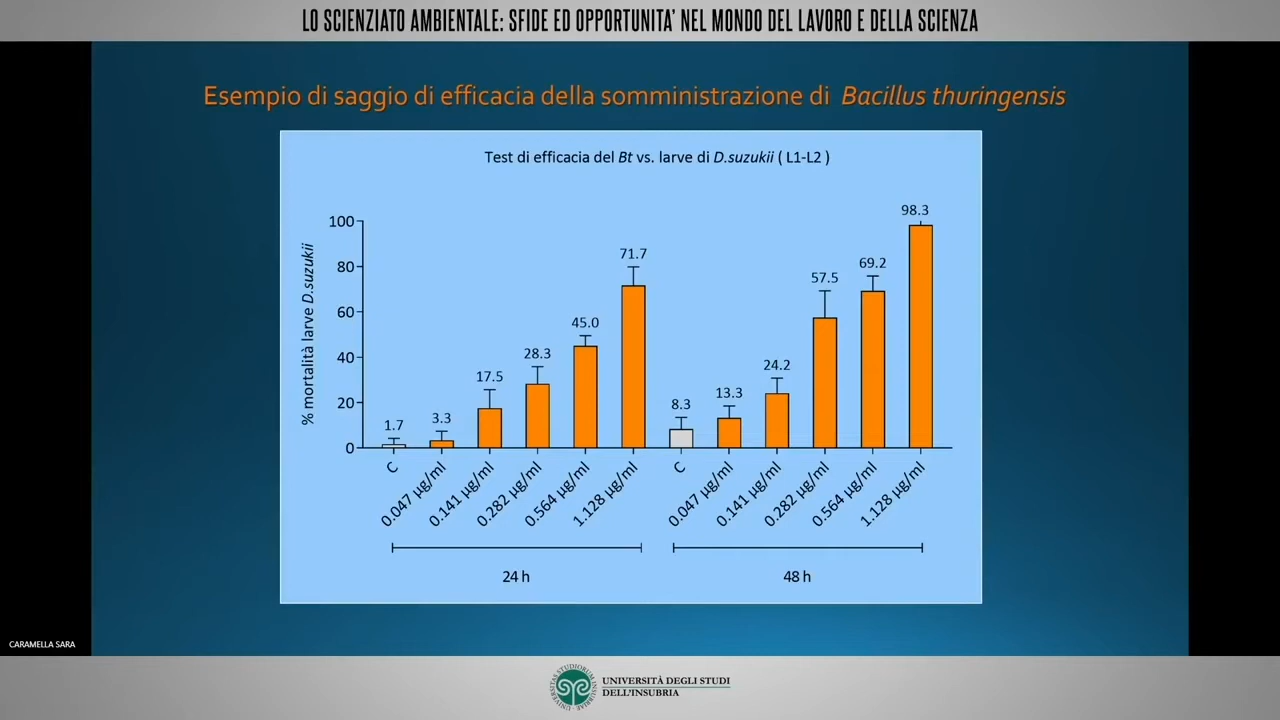 LO SCIENZIATO AMBIENTALE: SFIDE ED OPPORTUNITA' NEL MONDO DEL LAVORO E DELLA SCIENZA
Esempio di saggio di efficacia della somministrazione di Bacillus thuringensis
Test di efficacia del Bt vs. larve di D.suzukii ( L1-L2 )
% mortalità larve D.suzukii
100
80
60
40
20
0
1.7
3.3
17.5
28.3
45.0
71.7
8.3
13.3
24.2
57.5
69.2
98.3
C
0.047 µg/ml
0.141 µg/ml
0.282 µg/ml
0.564 µg/ml
1.128 µg/ml
C
0.047 µg/ml
0.141 µg/ml
0.282 µg/ml
0.564 µg/ml
1.128 µg/ml
24 h
48 h
CARAMELLA SARA
UNIVERSITÀ DEGLI STUDI
DELL'INSUBRIA